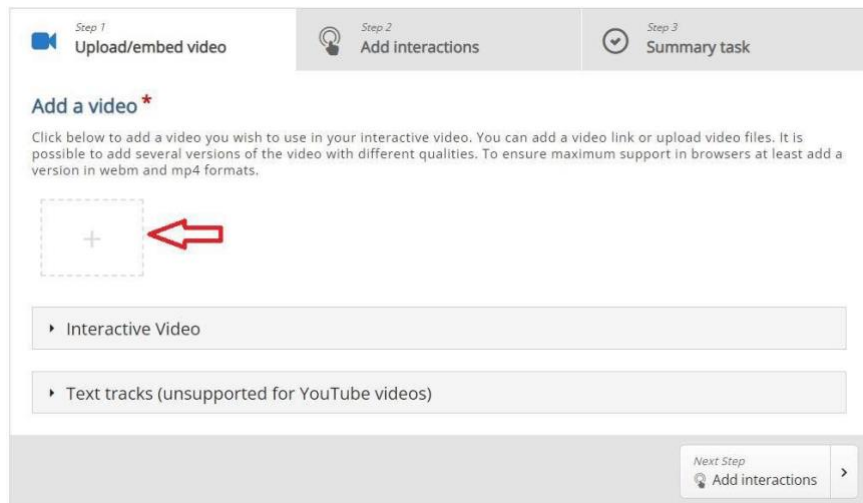 Step 1
Upload/embed video
Step 2
Add interactions
Step 3
Summary task
Add a video *
Click below to add a video you wish to use in your interactive video. You can add a video link or upload video files. It is
possible to add several versions of the video with different qualities. To ensure maximum support in browsers at least add a
version in webm and mp4 formats.
Interactive Video
Text tracks (unsupported for YouTube videos)
Next Step
Add interactions